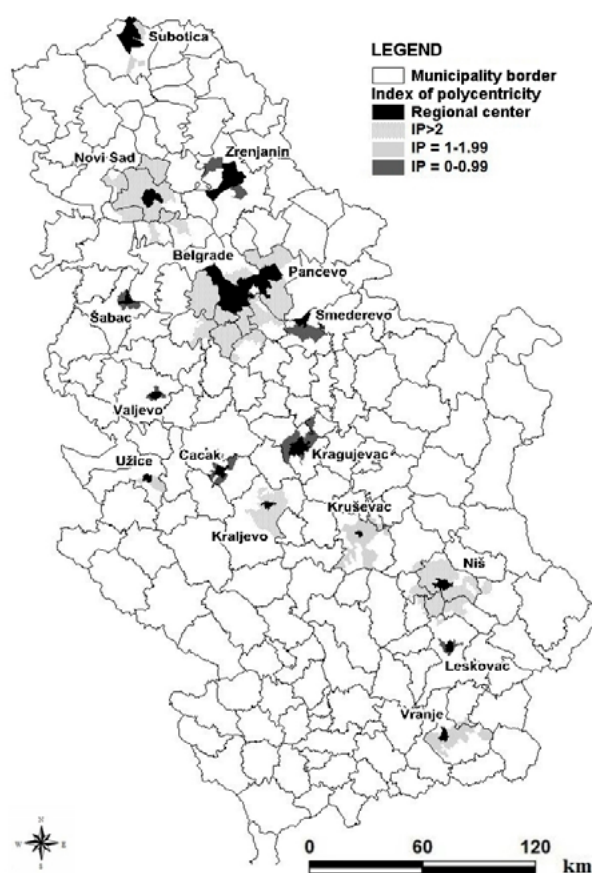 Subotica
LEGEND
Municipality border
Index of polycentricity
Regional center
IP>2
IP = 1-1.99
IP = 0-0.99
Novi Šad
Zrenjanin
Belgrade
Pancevo
Šabac
Smederevo
Valjevo
Užice
Cacak
Kragujevac
Kraljevo
Kruševac
Niš
Leskovac
Vranje
N
W E
S
0 60 120
km